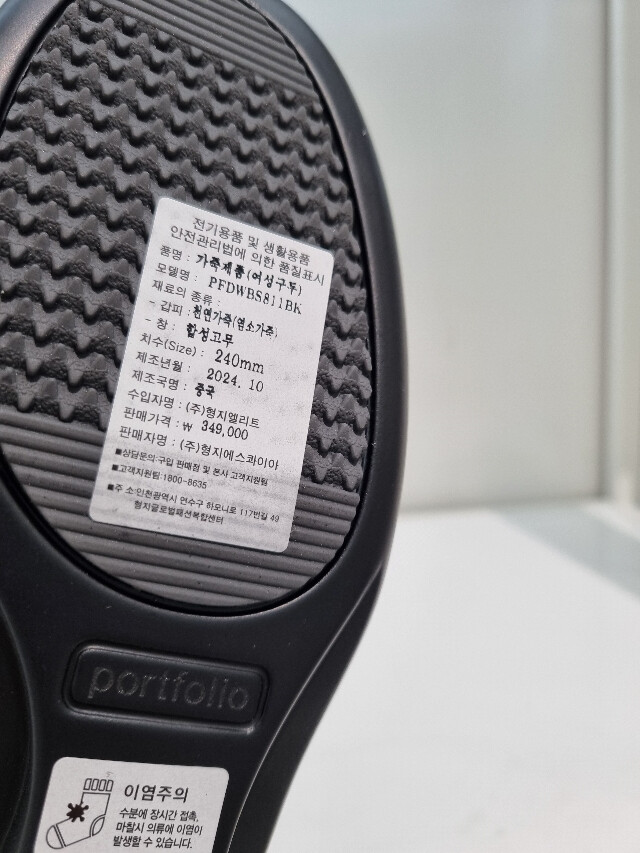 전기용품 및 생활용품
안전관리법에 의한 품질표시
품명 : 가죽제품(여성구두)
모델명 : PFDWBS811BK
재료의 종류 :
- 갑피 : 천연가죽(염소가죽)
- 창 : 합성고무
치수(Size) : 240mm
제조년월 : 2024. 10
제조국명 : 중국
수입자명 : (주)형지엘리트
판매가격 : ₩ 349,000
판매자명 : (주)형지에스콰이아
■상담문의:구입 판매점 및 본사 고객지원팀
■고객지원팀:1800-8635
■주 소:인천광역시 연수구 하모니로 117번길 49
형지글로벌패션복합센터
portfolio
이염주의
수분에 장시간 접촉,
마찰시 의류에 이염이
발생할 수 있습니다.